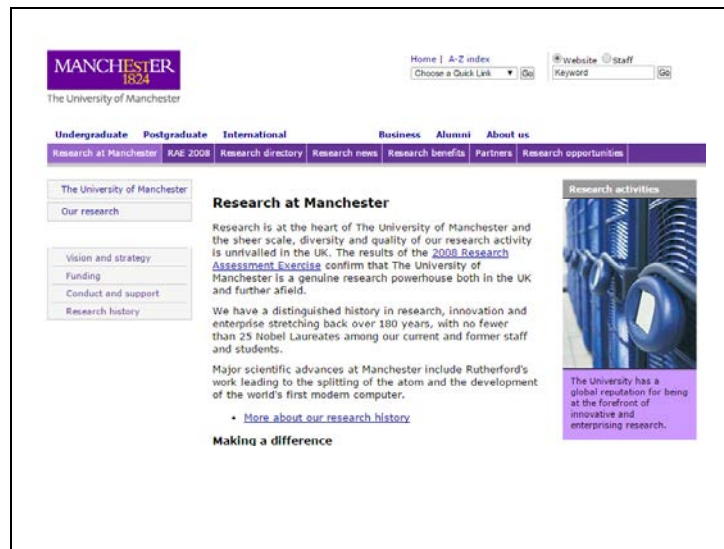 MANCHESTER
1824
The University of Manchester
Home | A-Z index
Choose a Quick Link Go
Website Staff
Keyword Go
Undergraduate Postgraduate International Business Alumni About us
Research at Manchester RAE 2008 Research directory Research news Research benefits Partners Research opportunities
The University of Manchester
Our research
Vision and strategy
Funding
Conduct and support
Research history
Research at Manchester
Research is at the heart of The University of Manchester and
the sheer scale, diversity and quality of our research activity
is unrivalled in the UK. The results of the 2008 Research
Assessment Exercise confirm that The University of
Manchester is a genuine research powerhouse both in the UK
and further afield.
We have a distinguished history in research, innovation and
enterprise stretching back over 180 years, with no fewer
than 25 Nobel Laureates among our current and former staff
and students.
Major scientific advances at Manchester include Rutherford's
work leading to the splitting of the atom and the development
of the world's first modern computer.
• More about our research history
Making a difference
Research activities
The University has a
global reputation for being
at the forefront of
innovative and
enterprising research.